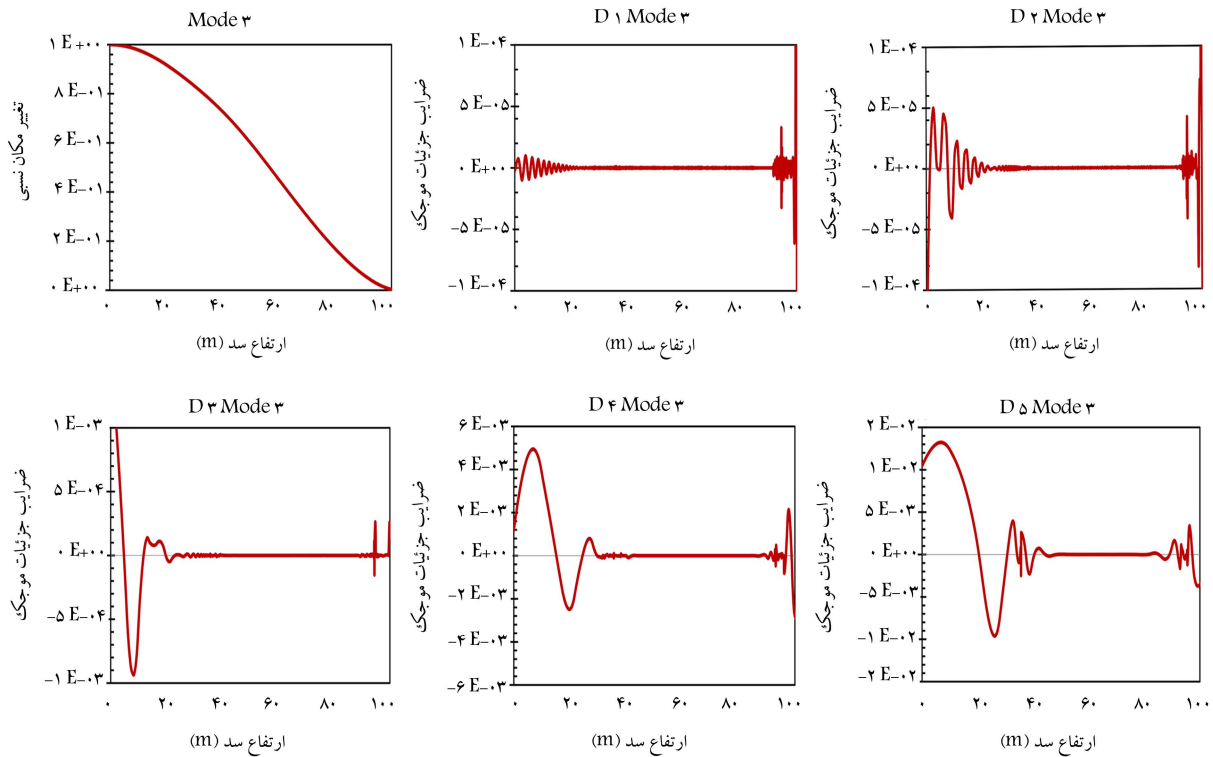 Mode ۳
۱ E+۰۰
۸ E-۰۱
۶ E-۰۱
۴ E-۰۱
۲ E-۰۱
۰ E+۰۰
تغییر مکان نسبی
۰ ۲۰ ۴۰ ۶۰ ۸۰ ۱۰۰
ارتفاع سد (m)
D ۱ Mode ۳
۱ E-۰۴
۵ E-۰۵
۰ E+۰۰
-۵ E-۰۵
-۱ E-۰۴
ضرایب جزئیات موجک
۰ ۲۰ ۴۰ ۶۰ ۸۰ ۱۰۰
ارتفاع سد (m)
D ۲ Mode ۳
۱ E-۰۴
۵ E-۰۵
۰ E+۰۰
-۵ E-۰۵
-۱ E-۰۴
ضرایب جزئیات موجک
۰ ۲۰ ۴۰ ۶۰ ۸۰ ۱۰۰
ارتفاع سد (m)
D ۳ Mode ۳
۱ E-۰۳
۵ E-۰۴
۰ E+۰۰
-۵ E-۰۴
-۱ E-۰۳
ضرایب جزئیات موجک
۰ ۲۰ ۴۰ ۶۰ ۸۰ ۱۰۰
ارتفاع سد (m)
D ۴ Mode ۳
۶ E-۰۳
۴ E-۰۳
۲ E-۰۳
۰ E+۰۰
-۲ E-۰۳
-۴ E-۰۳
-۶ E-۰۳
ضرایب جزئیات موجک
۰ ۲۰ ۴۰ ۶۰ ۸۰ ۱۰۰
ارتفاع سد (m)
D ۵ Mode ۳
۲ E-۰۲
۱ E-۰۲
۵ E-۰۳
۰ E+۰۰
-۵ E-۰۳
-۱ E-۰۲
-۲ E-۰۲
ضرایب جزئیات موجک
۰ ۲۰ ۴۰ ۶۰ ۸۰ ۱۰۰
ارتفاع سد (m)